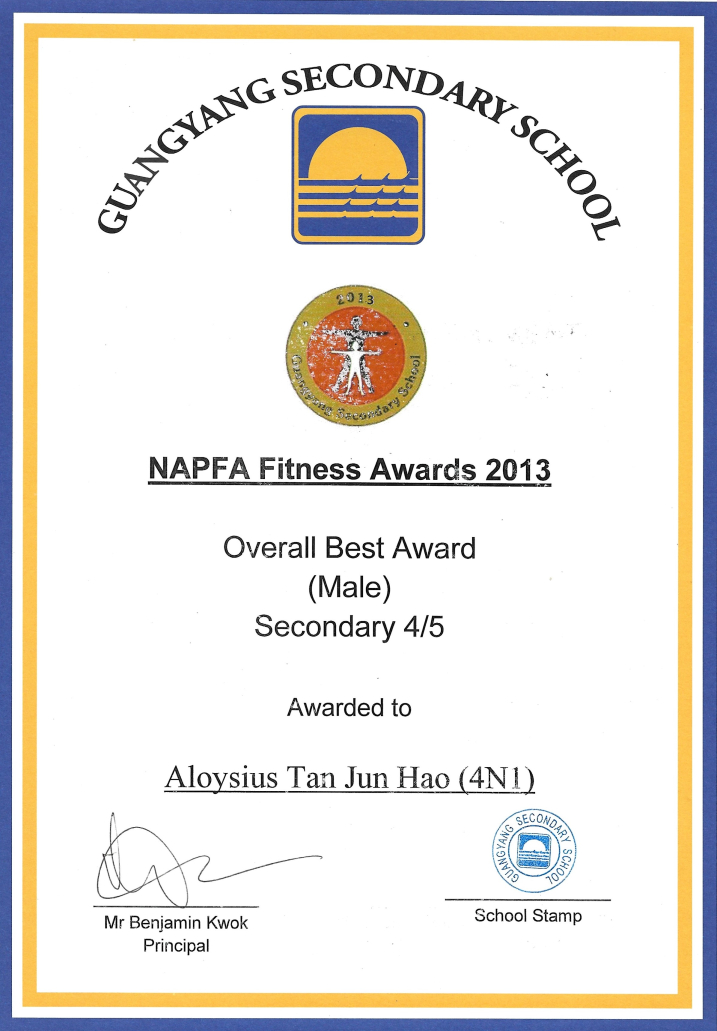 GUANGYANG SECONDARY SCHOOL
2013
Guangyang Secondary School
NAPFA Fitness Awards 2013
Overall Best Award
(Male)
Secondary 4/5
Awarded to
Aloysius Tan Jun Hao (4N1)
GUANGYANG SECONDARY SCHOOL
Mr Benjamin Kwok
Principal
School Stamp